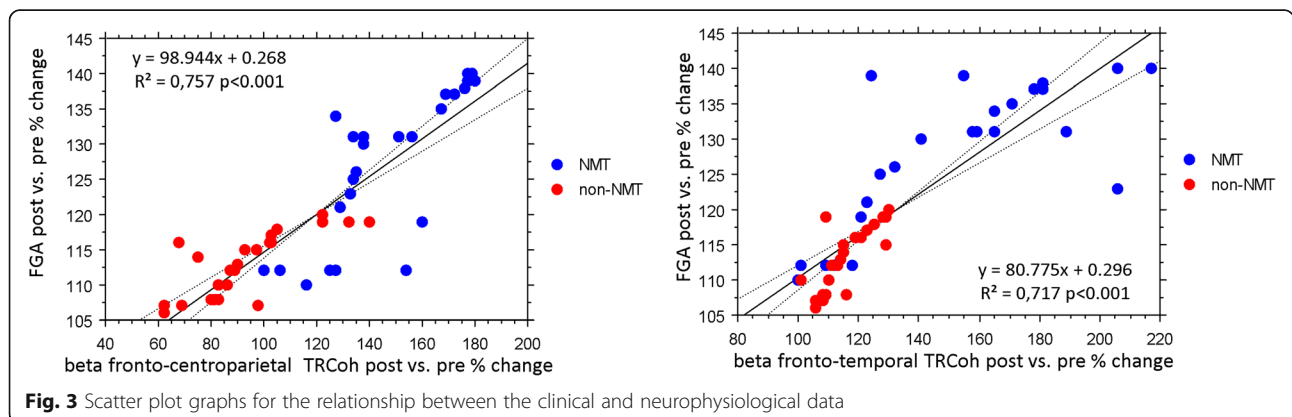 145
140
135
130
125
120
115
110
105
FGA post vs. pre % change
y = 98.944x + 0.268
R² = 0,757 p<0.001
40 60 80 100 120 140 160 180 200
beta fronto-centroparietal TRCoh post vs. pre % change
NMT
non-NMT
145
140
135
130
125
120
115
110
105
FGA post vs. pre % change
y = 80.775x + 0.296
R² = 0,717 p<0.001
80 100 120 140 160 180 200 220
beta fronto-temporal TRCoh post vs. pre % change
NMT
non-NMT
Fig. 3 Scatter plot graphs for the relationship between the clinical and neurophysiological data